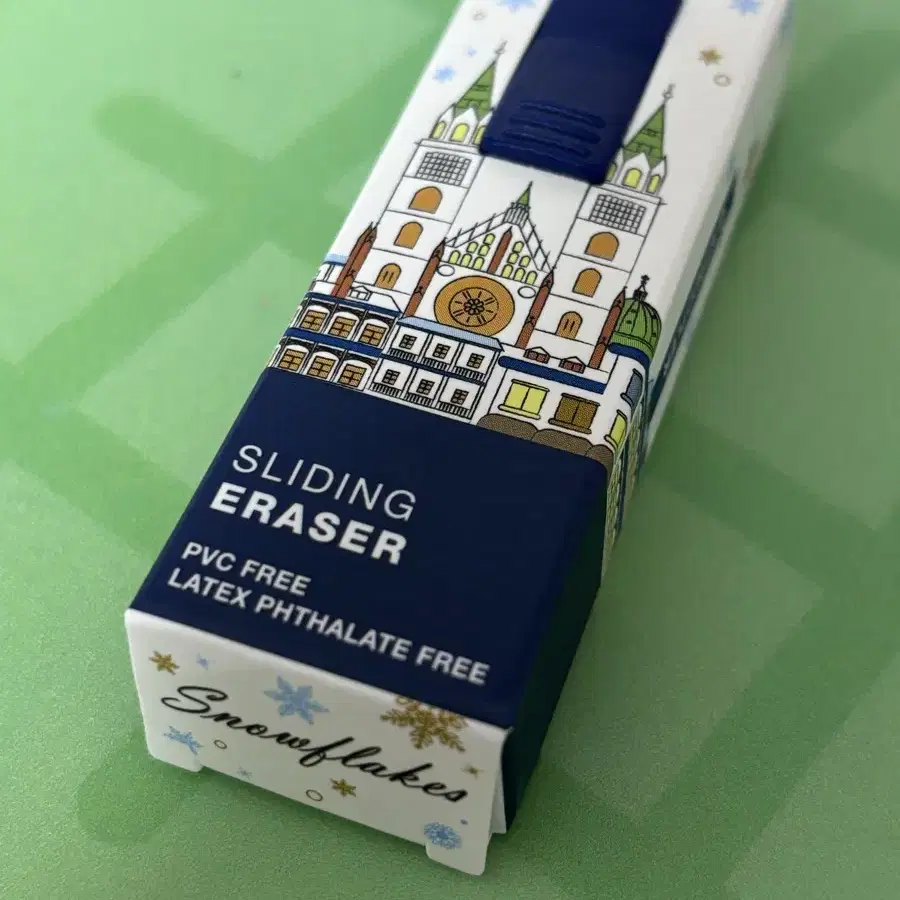 SLIDING
ERASER
PVC FREE
LATEX PHTHALATE FREE
Snowflakes